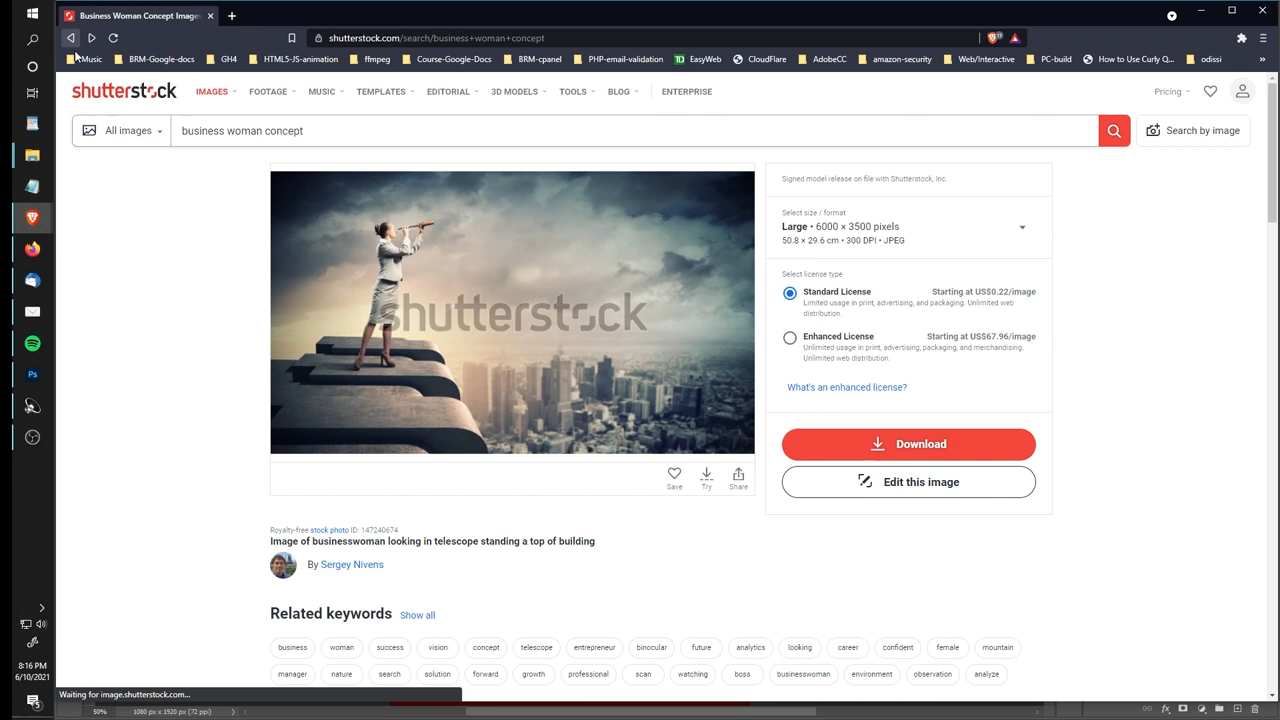 Business Woman Concept Images
shutterstock.com/search/business+woman+concept
Music BRM-Google-docs GH4 HTML5-JS-animation ffmpeg Course-Google-Docs BRM-cpanel PHP-email-validation EasyWeb CloudFlare AdobeCC amazon-security Web/Interactive PC-build How to Use Curly Q... odissi
shutterstock IMAGES FOOTAGE MUSIC TEMPLATES EDITORIAL 3D MODELS TOOLS BLOG ENTERPRISE Pricing
All images business woman concept Search by image
Signed model release on file with Shutterstock, Inc.
Select size / format
Large • 6000 × 3500 pixels
50.8 × 29.6 cm • 300 DPI • JPEG
Select license type
Standard License Starting at US$0.22/image
Limited usage in print, advertising, and packaging. Unlimited web
distribution.
shutterstock
Enhanced License Starting at US$67.96/image
Unlimited usage in print, advertising, packaging, and merchandising.
Unlimited web distribution.
What's an enhanced license?
Download
Edit this image
Save Try Share
Royalty-free stock photo ID: 147240674
Image of businesswoman looking in telescope standing a top of building
By Sergey Nivens
Related keywords Show all
business woman success vision concept telescope entrepreneur binocular future analytics looking career confident female mountain
manager nature search solution forward growth professional scan watching boss businesswoman environment observation analyze
Waiting for image.shutterstock.com...
50% 1080 px x 1920 px (72 ppi)
Ps
8:16 PM
6/10/2021
5